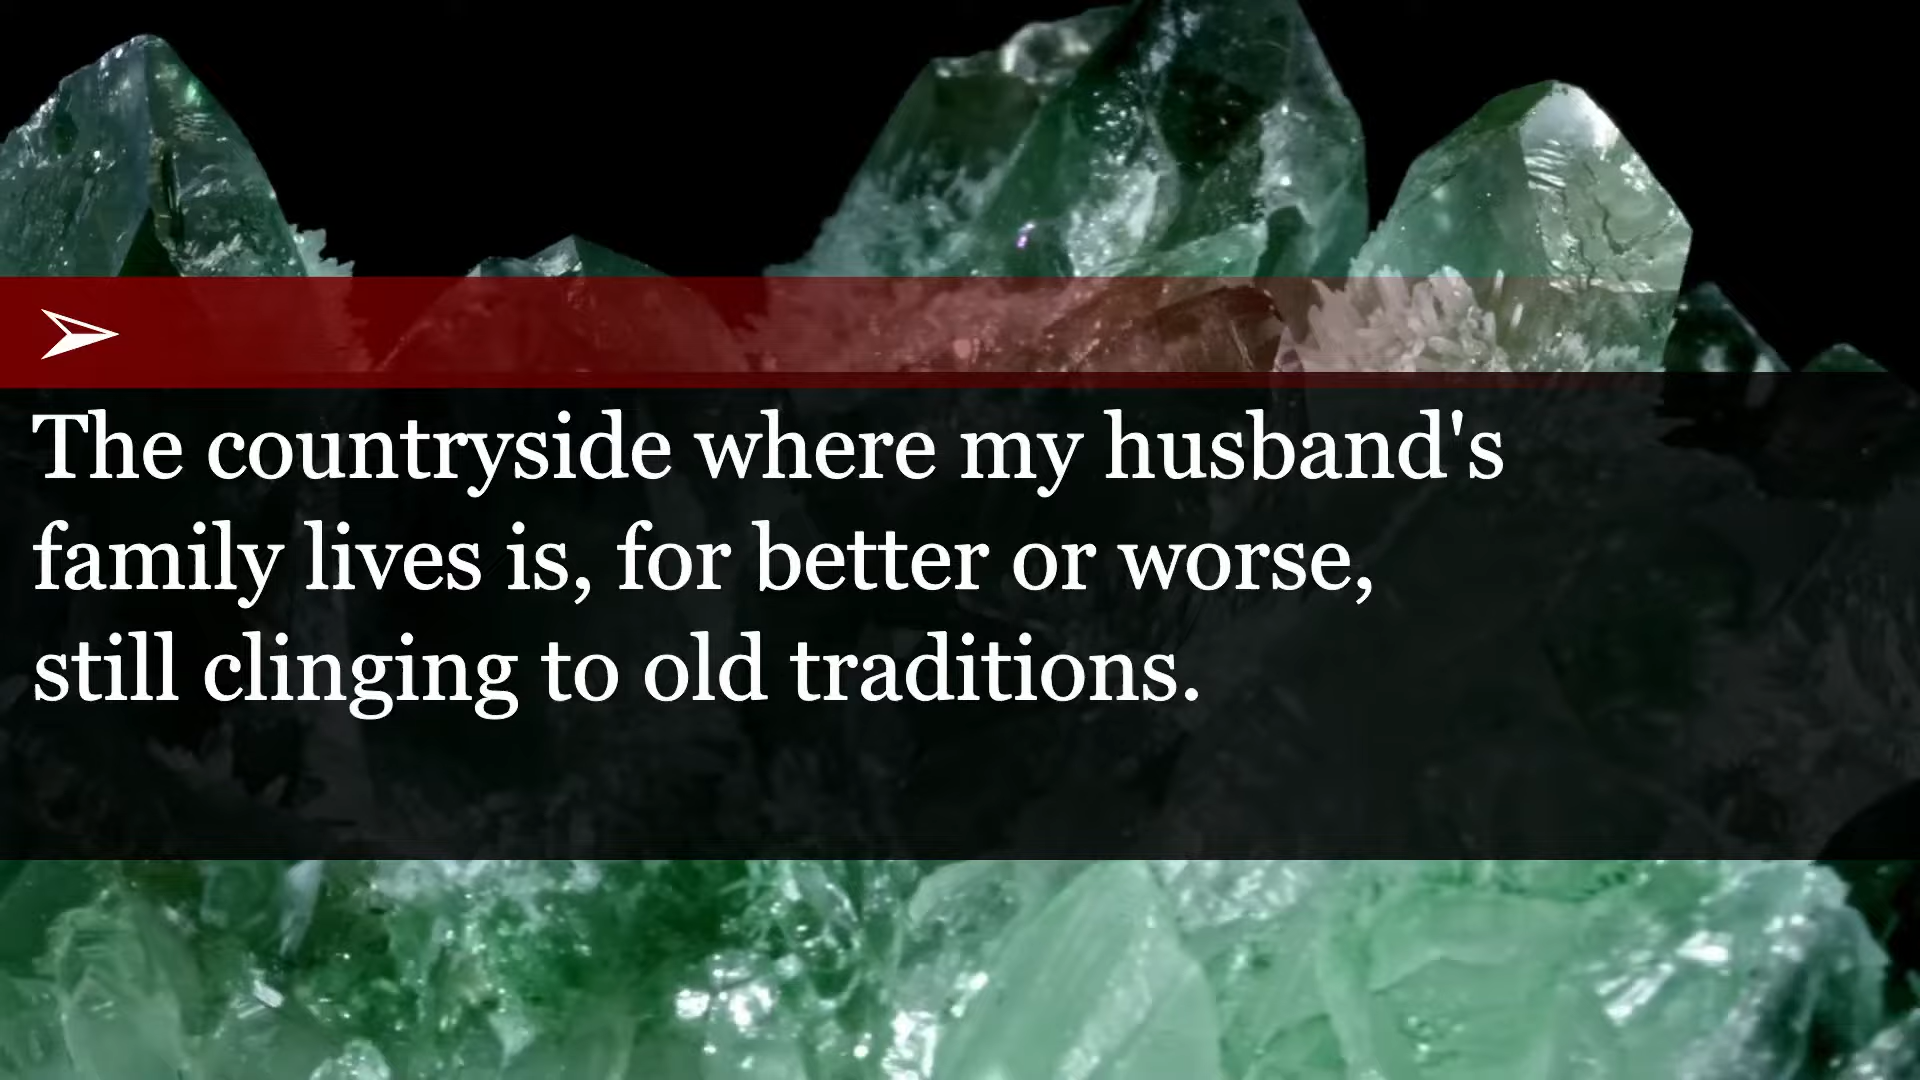 The countryside where my husband's
family lives is, for better or worse,
still clinging to old traditions.